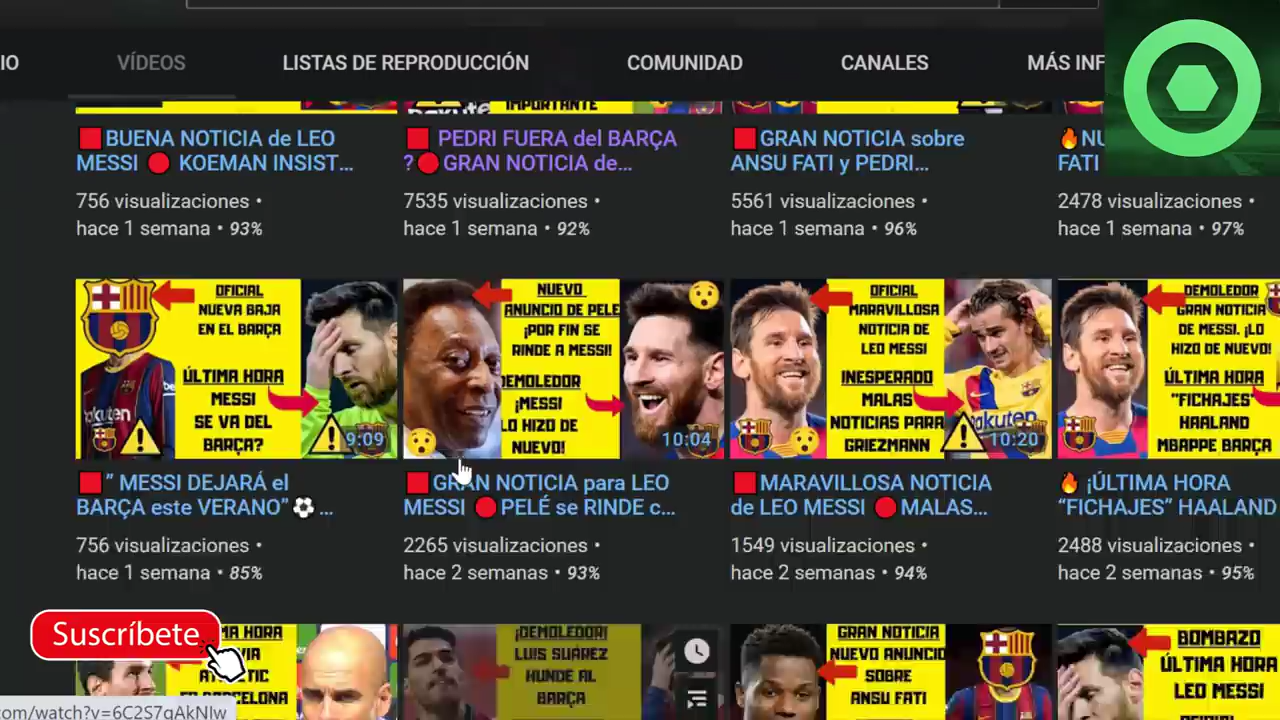 IO
VÍDEOS
LISTAS DE REPRODUCCIÓN
COMUNIDAD
CANALES
MÁS INF
IMPORTANTE
🟥BUENA NOTICIA de LEO
MESSI 🔴 KOEMAN INSIST...
756 visualizaciones •
hace 1 semana • 93%
🟥 PEDRI FUERA del BARÇA
?🔴GRAN NOTICIA de...
7535 visualizaciones •
hace 1 semana • 92%
🟥GRAN NOTICIA sobre
ANSU FATI y PEDRI...
5561 visualizaciones •
hace 1 semana • 96%
🔥NU
FATI
2478 visualizaciones •
hace 1 semana • 97%
OFICIAL
NUEVA BAJA
EN EL BARÇA
ÚLTIMA HORA
MESSI
SE VA DEL
BARÇA?
9:09
🟥” MESSI DEJARÁ el
BARÇA este VERANO”⚽ ...
756 visualizaciones •
hace 1 semana • 85%
NUEVO
ANUNCIO DE PELE
¡POR FIN SE
RINDE A MESSI!
DEMOLEDOR
¡MESSI
LO HIZO DE
NUEVO!
10:04
🟥GRAN NOTICIA para LEO
MESSI 🔴PELÉ se RINDE c...
2265 visualizaciones •
hace 2 semanas • 93%
OFICIAL
MARAVILLOSA
NOTICIA DE
LEO MESSI
INESPERADO
MALAS
NOTICIAS PARA
GRIEZMANN
10:20
🟥MARAVILLOSA NOTICIA
de LEO MESSI 🔴MALAS...
1549 visualizaciones •
hace 2 semanas • 94%
DEMOLEDOR
GRAN NOTICIA
DE MESSI. ¡LO
HIZO DE NUEVO!
ÚLTIMA HORA
"FICHAJES"
HAALAND
MBAPPE BARÇA
🔥 ¡ÚLTIMA HORA
“FICHAJES” HAALAND
2488 visualizaciones •
hace 2 semanas • 95%
Suscríbete
MA HORA
VIA
¡DEMOLEDOR!
LUIS SUÁREZ
HUNDE AL
BARÇA
GRAN NOTICIA
NUEVO ANUNCIO
SOBRE
ANSU FATI
BOMBAZO
ÚLTIMA HORA
LEO MESSI
com/watch?v=6C2S7gAkNlw